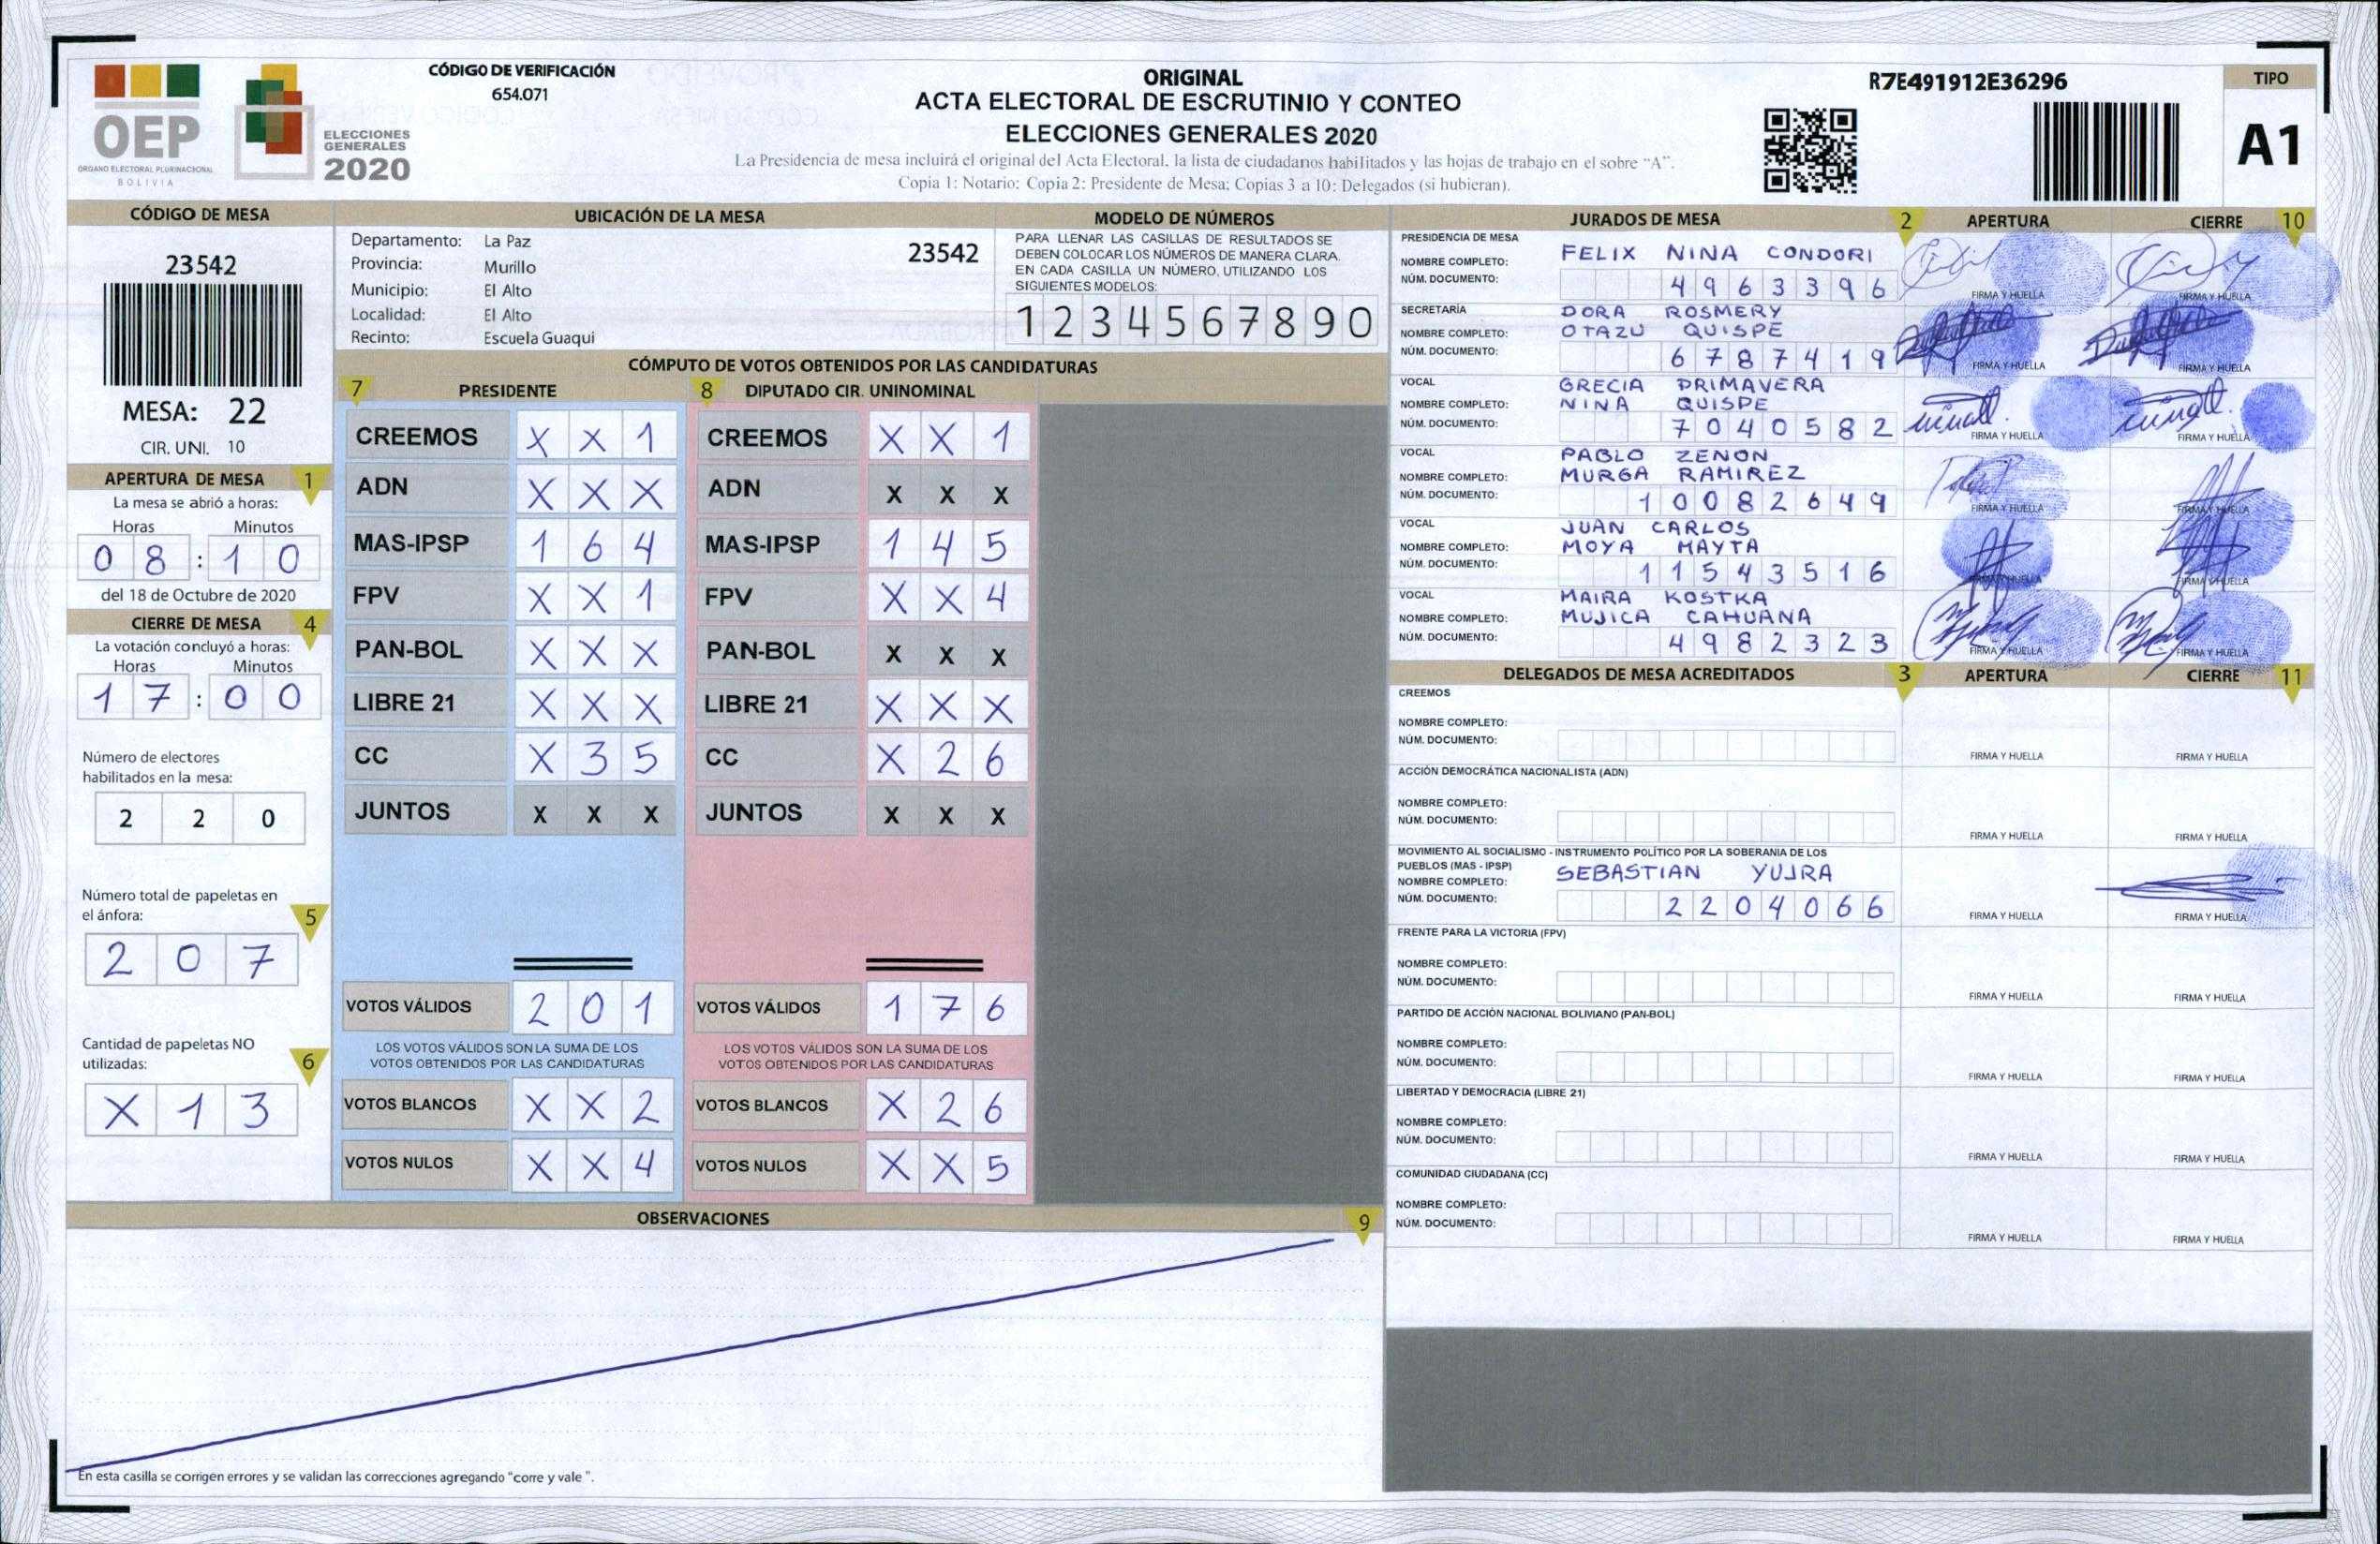 OEP
ORGANO ELECTORAL PLURINACIONAL
BOLIVIA
ELECCIONES
GENERALES
2020
CÓDIGO DE VERIFICACIÓN
654.071
ORIGINAL
ACTA ELECTORAL DE ESCRUTINIO Y CONTEO
ELECCIONES GENERALES 2020
La Presidencia de mesa incluirá el original del Acta Electoral, la lista de ciudadanos habilitados y las hojas de trabajo en el sobre “A”.
Copia 1: Notario; Copia 2: Presidente de Mesa; Copias 3 a 10: Delegados (si hubieran).
R7E491912E36296
TIPO
A1
CÓDIGO DE MESA
23542
MESA: 22
CIR. UNI. 10
APERTURA DE MESA 1
La mesa se abrió a horas:
Horas Minutos
0 8 : 1 0
del 18 de Octubre de 2020
CIERRE DE MESA 4
La votación concluyó a horas:
Horas Minutos
1 7 : 0 0
Número de electores
habilitados en la mesa:
2 2 0
Número total de papeletas en
el ánfora: 5
2 0 7
Cantidad de papeletas NO
utilizadas: 6
X 1 3
UBICACIÓN DE LA MESA
Departamento: La Paz
23542
Provincia: Murillo
Municipio: El Alto
Localidad: El Alto
Recinto: Escuela Guaqui
MODELO DE NÚMEROS
PARA LLENAR LAS CASILLAS DE RESULTADOS SE
DEBEN COLOCAR LOS NÚMEROS DE MANERA CLARA.
EN CADA CASILLA UN NÚMERO, UTILIZANDO LOS
SIGUIENTES MODELOS:
1 2 3 4 5 6 7 8 9 0
CÓMPUTO DE VOTOS OBTENIDOS POR LAS CANDIDATURAS
7 PRESIDENTE
CREEMOS X X 1
ADN X X X
MAS-IPSP 1 6 4
FPV X X 1
PAN-BOL X X X
LIBRE 21 X X X
CC X 3 5
JUNTOS X X X
VOTOS VÁLIDOS 2 0 1
LOS VOTOS VÁLIDOS SON LA SUMA DE LOS
VOTOS OBTENIDOS POR LAS CANDIDATURAS
VOTOS BLANCOS X X 2
VOTOS NULOS X X 4
8 DIPUTADO CIR. UNINOMINAL
CREEMOS X X 1
ADN X X X
MAS-IPSP 1 4 5
FPV X X 4
PAN-BOL X X X
LIBRE 21 X X X
CC X 2 6
JUNTOS X X X
VOTOS VÁLIDOS 1 7 6
LOS VOTOS VÁLIDOS SON LA SUMA DE LOS
VOTOS OBTENIDOS POR LAS CANDIDATURAS
VOTOS BLANCOS X 2 6
VOTOS NULOS X X 5
OBSERVACIONES 9
En esta casilla se corrigen errores y se validan las correcciones agregando "corre y vale ".
JURADOS DE MESA 2 APERTURA CIERRE 10
PRESIDENCIA DE MESA
NOMBRE COMPLETO: FELIX NINA CONDORI
NÚM. DOCUMENTO: 4 9 6 3 3 9 6
FIRMA Y HUELLA FIRMA Y HUELLA
SECRETARÍA
DORA ROSMERY
NOMBRE COMPLETO: OTAZU QUISPE
NÚM. DOCUMENTO: 6 7 8 7 4 1 9
FIRMA Y HUELLA FIRMA Y HUELLA
VOCAL
GRECIA PRIMAVERA
NOMBRE COMPLETO: NINA QUISPE
NÚM. DOCUMENTO: 7 0 4 0 5 8 2
FIRMA Y HUELLA FIRMA Y HUELLA
VOCAL
PABLO ZENON
NOMBRE COMPLETO: MURGA RAMIREZ
NÚM. DOCUMENTO: 1 0 0 8 2 6 4 9
FIRMA Y HUELLA FIRMA Y HUELLA
VOCAL
JUAN CARLOS
NOMBRE COMPLETO: MOYA MAYTA
NÚM. DOCUMENTO: 1 1 5 4 3 5 1 6
FIRMA Y HUELLA FIRMA Y HUELLA
VOCAL
MAIRA KOSTKA
NOMBRE COMPLETO: MUJICA CAHUANA
NÚM. DOCUMENTO: 4 9 8 2 3 2 3
FIRMA Y HUELLA FIRMA Y HUELLA
DELEGADOS DE MESA ACREDITADOS 3 APERTURA CIERRE 11
CREEMOS
NOMBRE COMPLETO:
NÚM. DOCUMENTO:
FIRMA Y HUELLA FIRMA Y HUELLA
ACCIÓN DEMOCRÁTICA NACIONALISTA (ADN)
NOMBRE COMPLETO:
NÚM. DOCUMENTO:
FIRMA Y HUELLA FIRMA Y HUELLA
MOVIMIENTO AL SOCIALISMO - INSTRUMENTO POLÍTICO POR LA SOBERANIA DE LOS
PUEBLOS (MAS - IPSP)
NOMBRE COMPLETO: SEBASTIAN YUJRA
NÚM. DOCUMENTO: 2 2 0 4 0 6 6
FIRMA Y HUELLA FIRMA Y HUELLA
FRENTE PARA LA VICTORIA (FPV)
NOMBRE COMPLETO:
NÚM. DOCUMENTO:
FIRMA Y HUELLA FIRMA Y HUELLA
PARTIDO DE ACCIÓN NACIONAL BOLIVIANO (PAN-BOL)
NOMBRE COMPLETO:
NÚM. DOCUMENTO:
FIRMA Y HUELLA FIRMA Y HUELLA
LIBERTAD Y DEMOCRACIA (LIBRE 21)
NOMBRE COMPLETO:
NÚM. DOCUMENTO:
FIRMA Y HUELLA FIRMA Y HUELLA
COMUNIDAD CIUDADANA (CC)
NOMBRE COMPLETO:
NÚM. DOCUMENTO:
FIRMA Y HUELLA FIRMA Y HUELLA